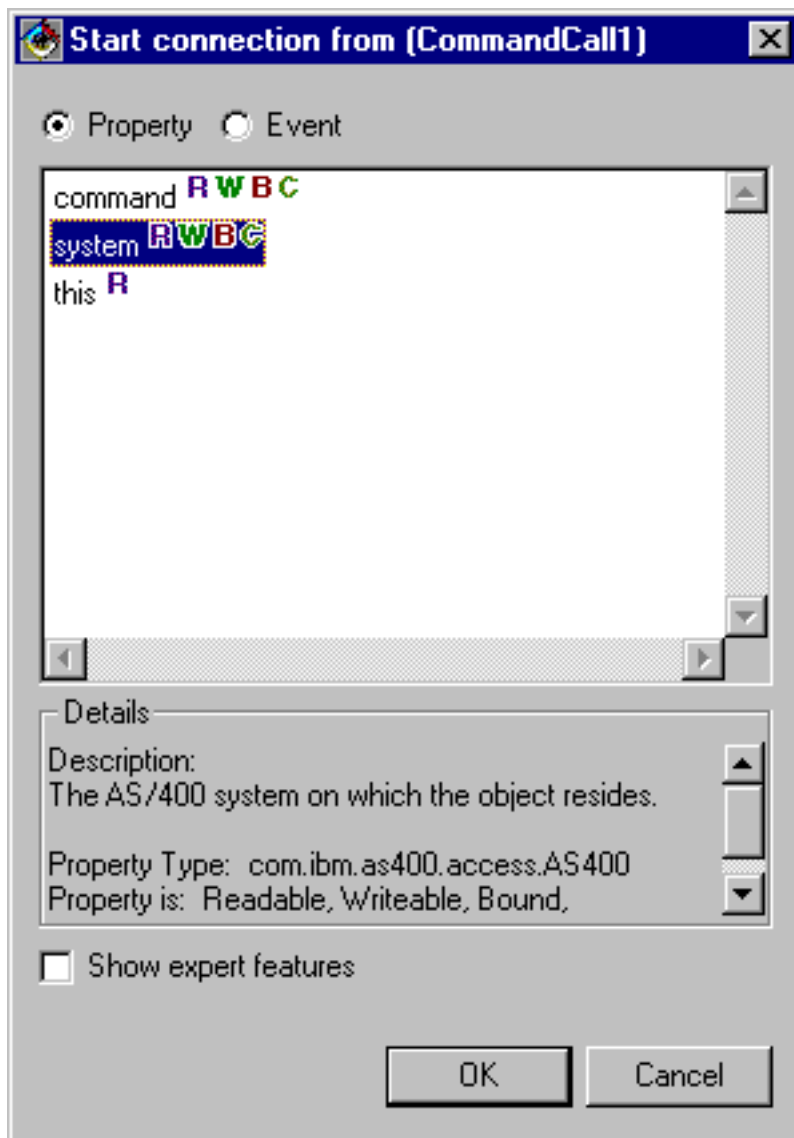 Start connection from (CommandCall1)
Property Event
command R W B C
system R W B C
this R
Details
Description:
The AS/400 system on which the object resides.
Property Type: com.ibm.as400.access.AS400
Property is: Readable, Writeable, Bound,
Show expert features
OK Cancel